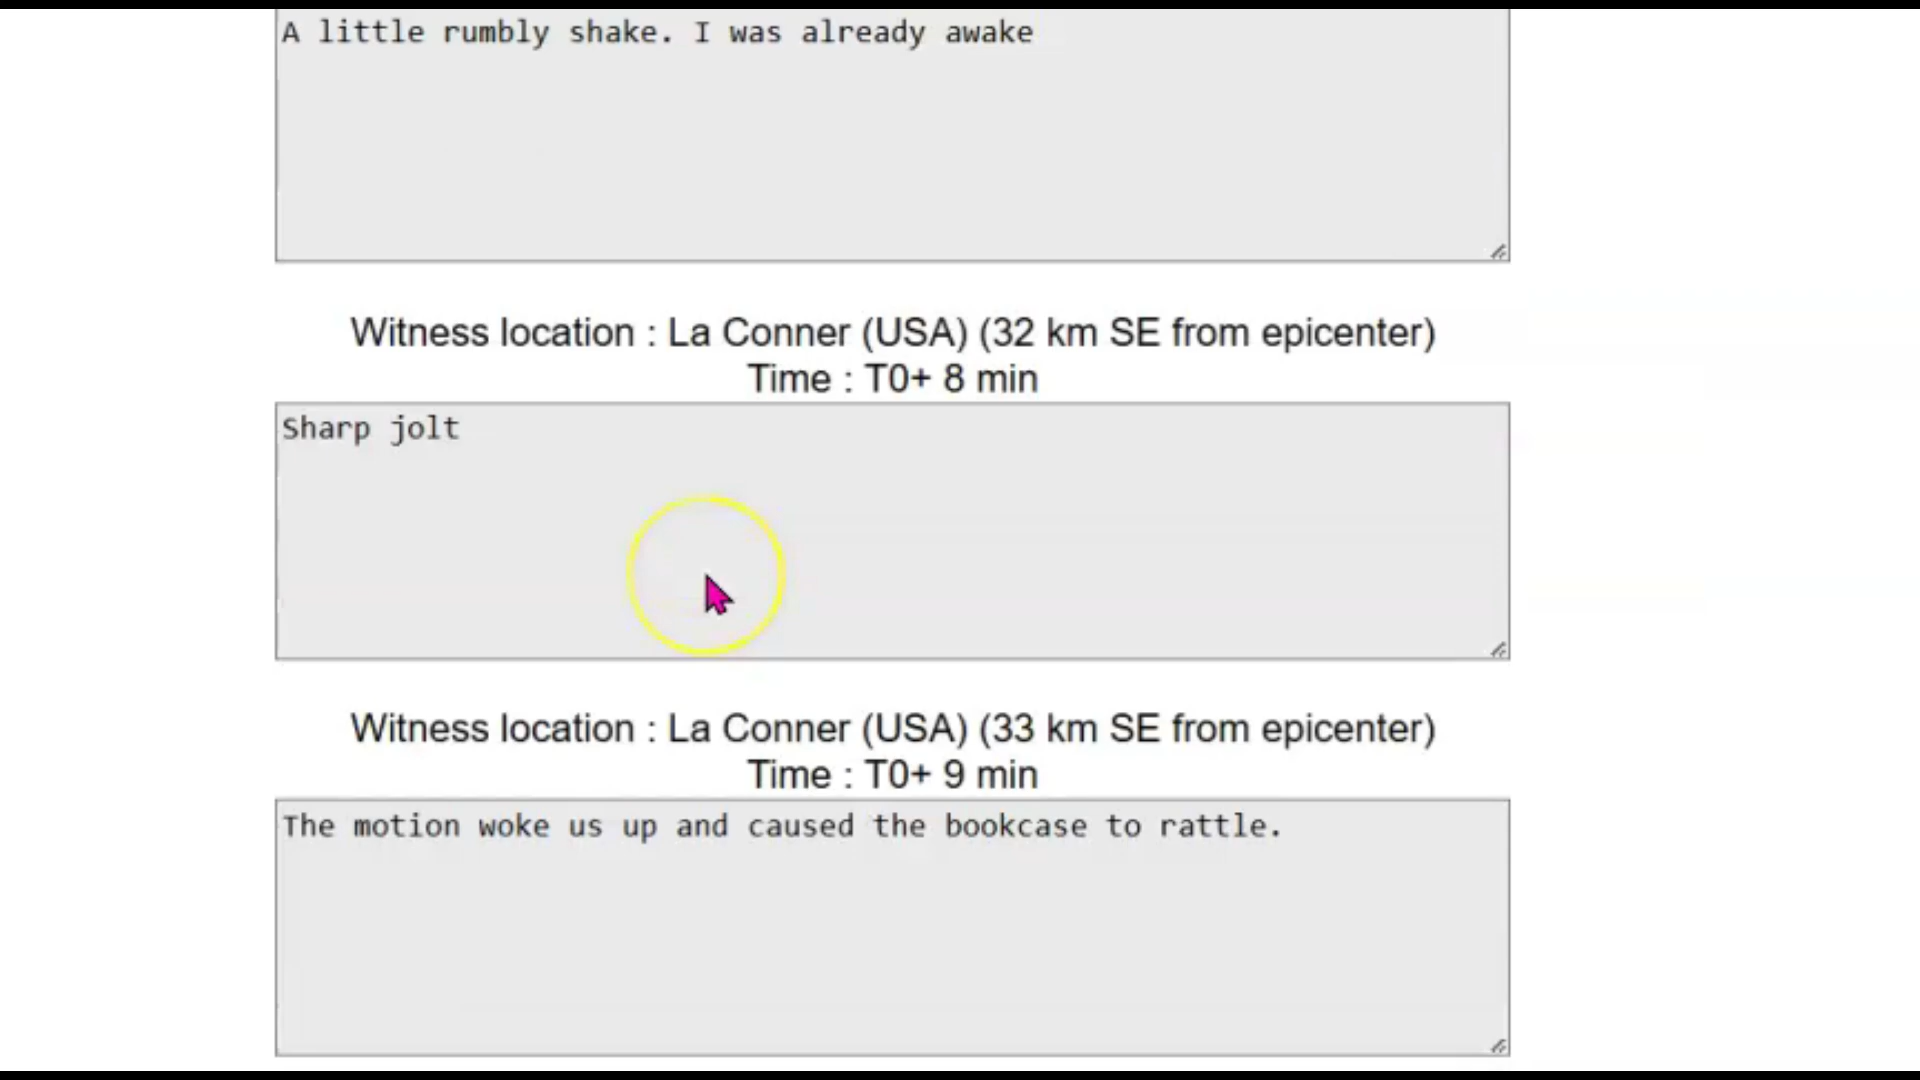 A little rumbly shake. I was already awake
Witness location : La Conner (USA) (32 km SE from epicenter)
Time : T0+ 8 min
Sharp jolt
Witness location : La Conner (USA) (33 km SE from epicenter)
Time : T0+ 9 min
The motion woke us up and caused the bookcase to rattle.